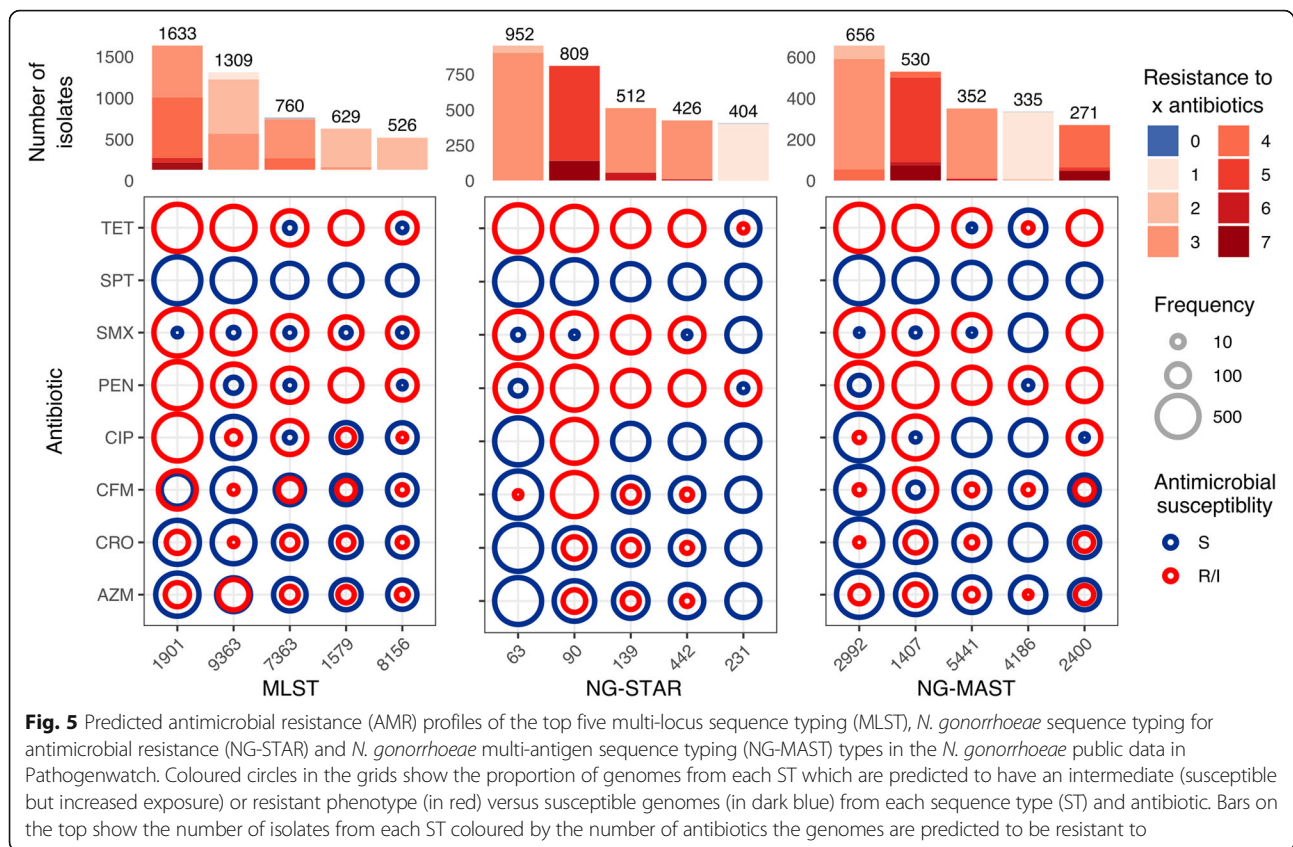 1633
1309
760
629
526
952
809
512
426
404
656
530
352
335
271
Number of
isolates
1500
1000
500
0
750
500
250
0
600
400
200
0
Resistance to
x antibiotics
0 4
1 5
2 6
3 7
Antibiotic
TET
SPT
SMX
PEN
CIP
CFM
CRO
AZM
Frequency
10
100
500
Antimicrobial
susceptiblity
S
R/I
1901 9363 7363 1579 8156
63 90 139 442 231
2992 1407 5441 4186 2400
MLST
NG-STAR
NG-MAST
Fig. 5 Predicted antimicrobial resistance (AMR) profiles of the top five multi-locus sequence typing (MLST), N. gonorrhoeae sequence typing for
antimicrobial resistance (NG-STAR) and N. gonorrhoeae multi-antigen sequence typing (NG-MAST) types in the N. gonorrhoeae public data in
Pathogenwatch. Coloured circles in the grids show the proportion of genomes from each ST which are predicted to have an intermediate (susceptible
but increased exposure) or resistant phenotype (in red) versus susceptible genomes (in dark blue) from each sequence type (ST) and antibiotic. Bars on
the top show the number of isolates from each ST coloured by the number of antibiotics the genomes are predicted to be resistant to